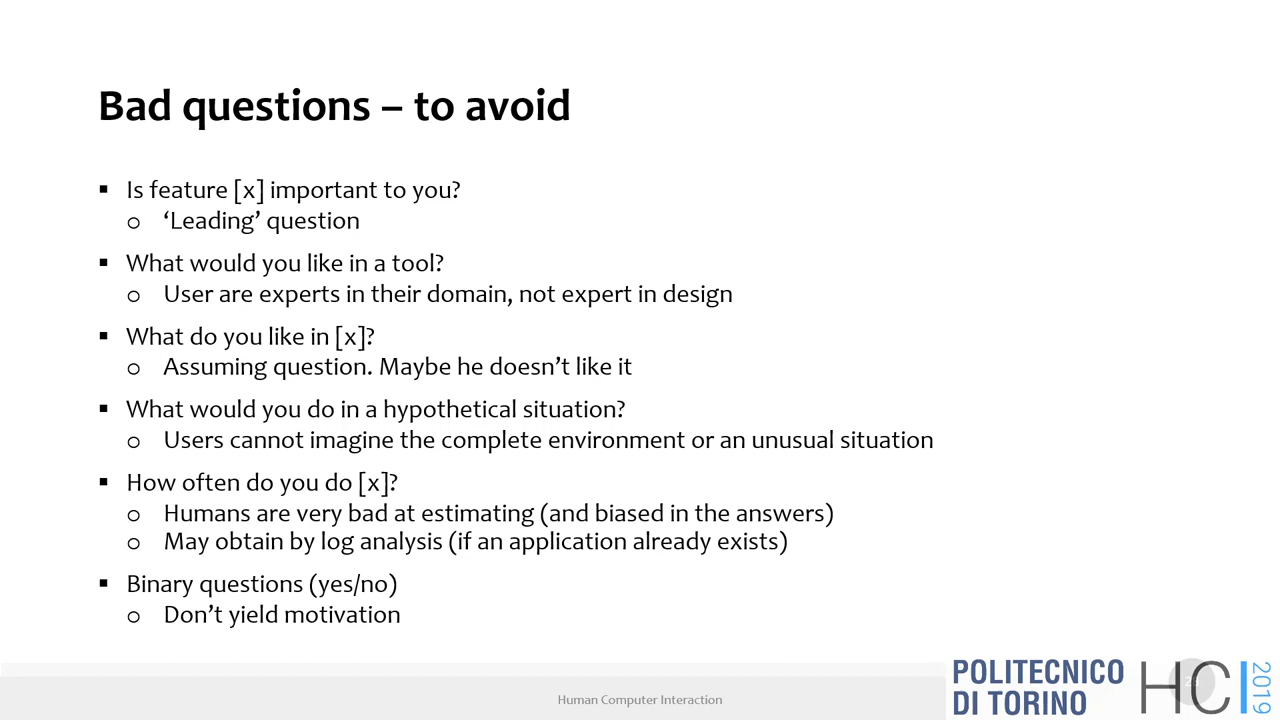 Bad questions – to avoid
▪ Is feature [x] important to you?
o ‘Leading’ question
▪ What would you like in a tool?
o User are experts in their domain, not expert in design
▪ What do you like in [x]?
o Assuming question. Maybe he doesn’t like it
▪ What would you do in a hypothetical situation?
o Users cannot imagine the complete environment or an unusual situation
▪ How often do you do [x]?
o Humans are very bad at estimating (and biased in the answers)
o May obtain by log analysis (if an application already exists)
▪ Binary questions (yes/no)
o Don’t yield motivation
Human Computer Interaction
POLITECNICO
DI TORINO
HCI
2019